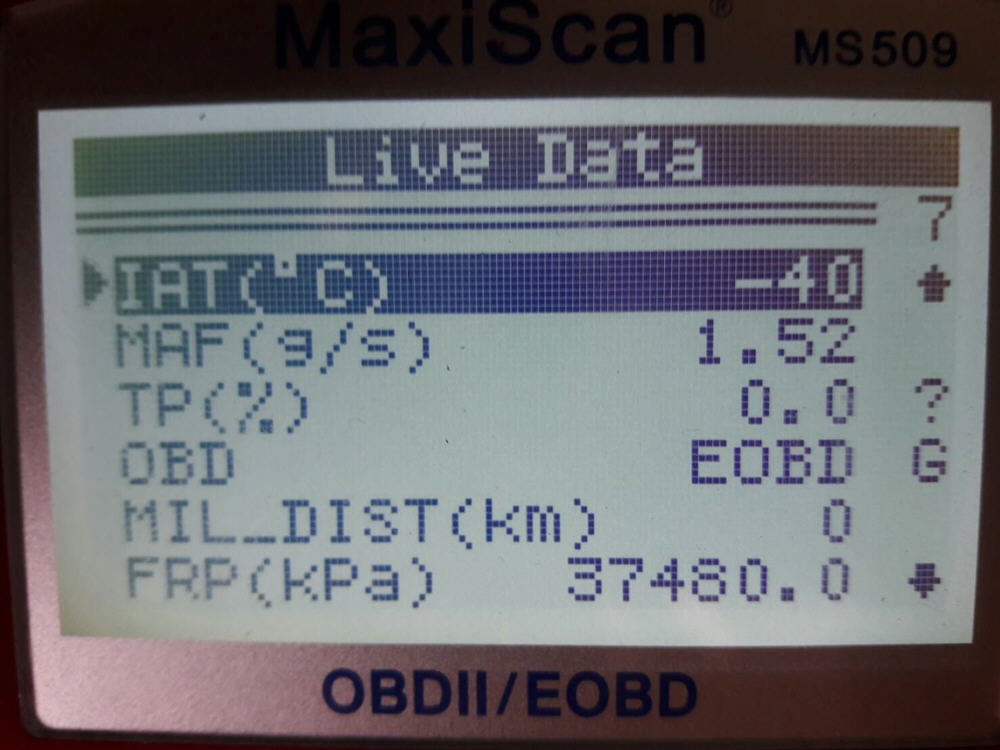 MaxiScan® MS509
Live Data
7
IAT(°C) -40
MAF(g/s) 1.52
TP(%) 0.0 ?
OBD EOBD G
MIL_DIST(km) 0
FRP(kPa) 37460.0
OBDII/EOBD